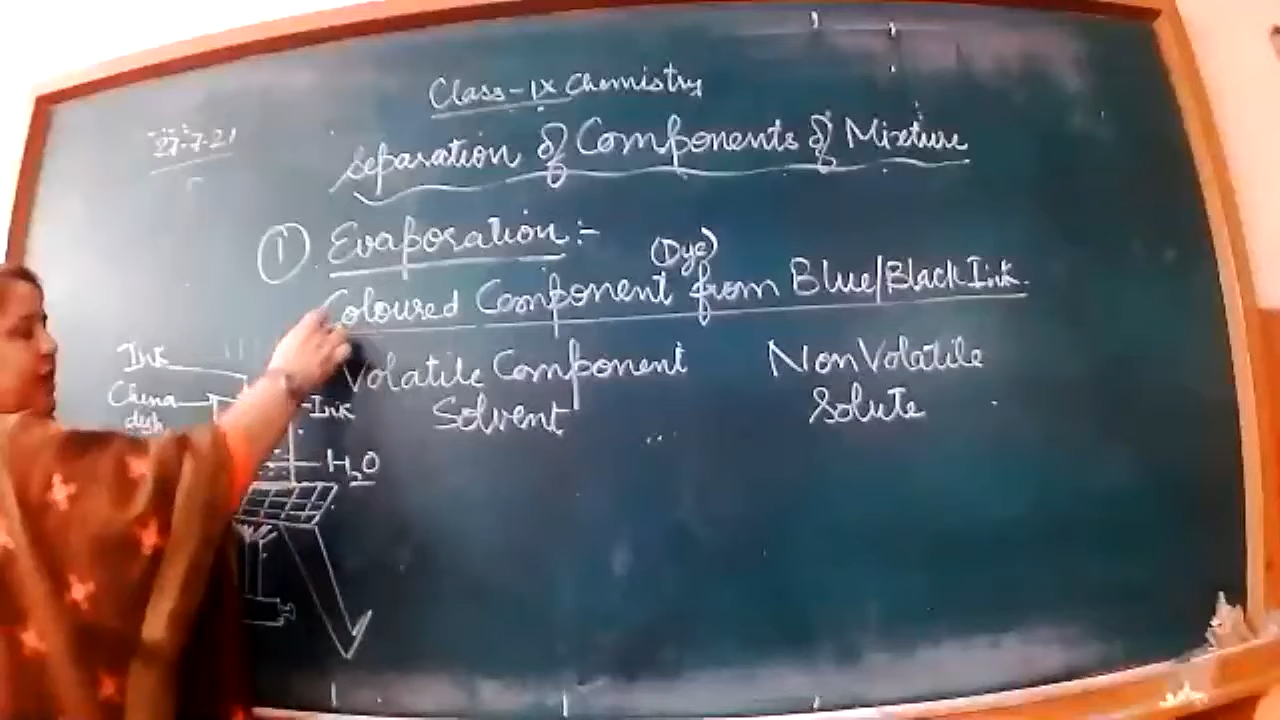 Class-IX Chemistry
27-7-21
Separation of Components of Mixture
① Evaporation :-
(Dye)
Coloured Component from Blue/Black Ink.
Volatile Component Non Volatile
Solvent Solute
Ink
China
dish
Ink
H₂O